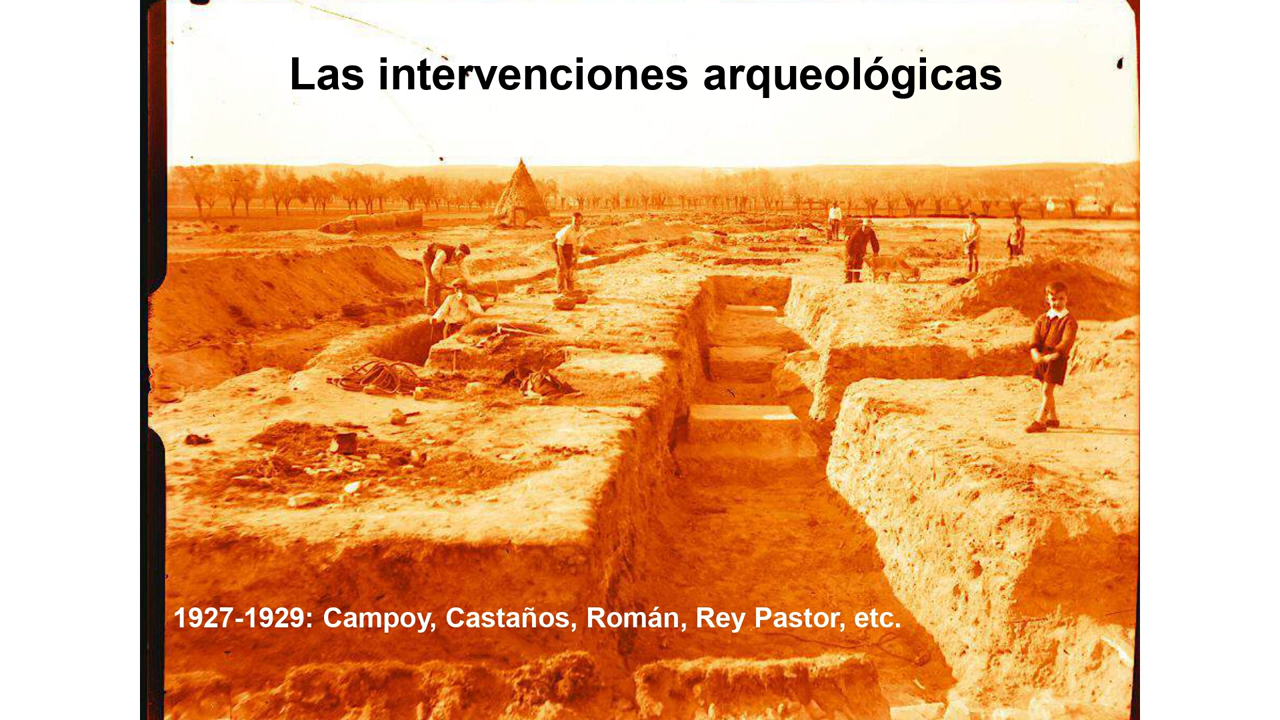 Las intervenciones arqueológicas
1927-1929: Campoy, Castaños, Román, Rey Pastor, etc.